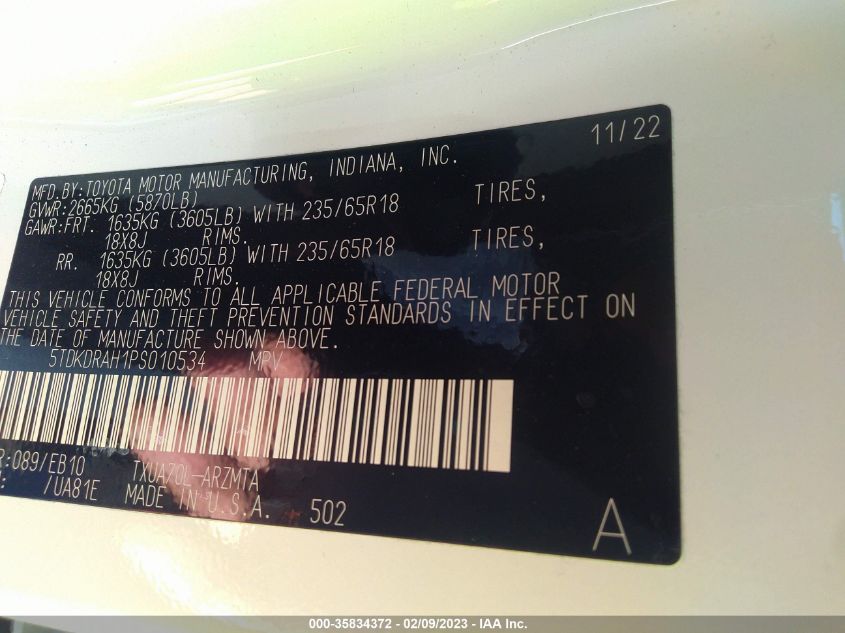 11/22
MFD.BY:TOYOTA MOTOR MANUFACTURING, INDIANA, INC.
GVWR:2665KG (5870LB)
GAWR:FRT. 1635KG (3605LB) WITH 235/65R18 TIRES,
18X8J RIMS.
RR. 1635KG (3605LB) WITH 235/65R18 TIRES,
18X8J RIMS.
THIS VEHICLE CONFORMS TO ALL APPLICABLE FEDERAL MOTOR
VEHICLE SAFETY AND THEFT PREVENTION STANDARDS IN EFFECT ON
THE DATE OF MANUFACTURE SHOWN ABOVE.
5TDKDRAH1PS010534 MPV
R:089/EB10 TXUA70L-ARZMTA
: /UA81E MADE IN U.S.A. 502
A
000-35834372 - 02/09/2023 - IAA Inc.